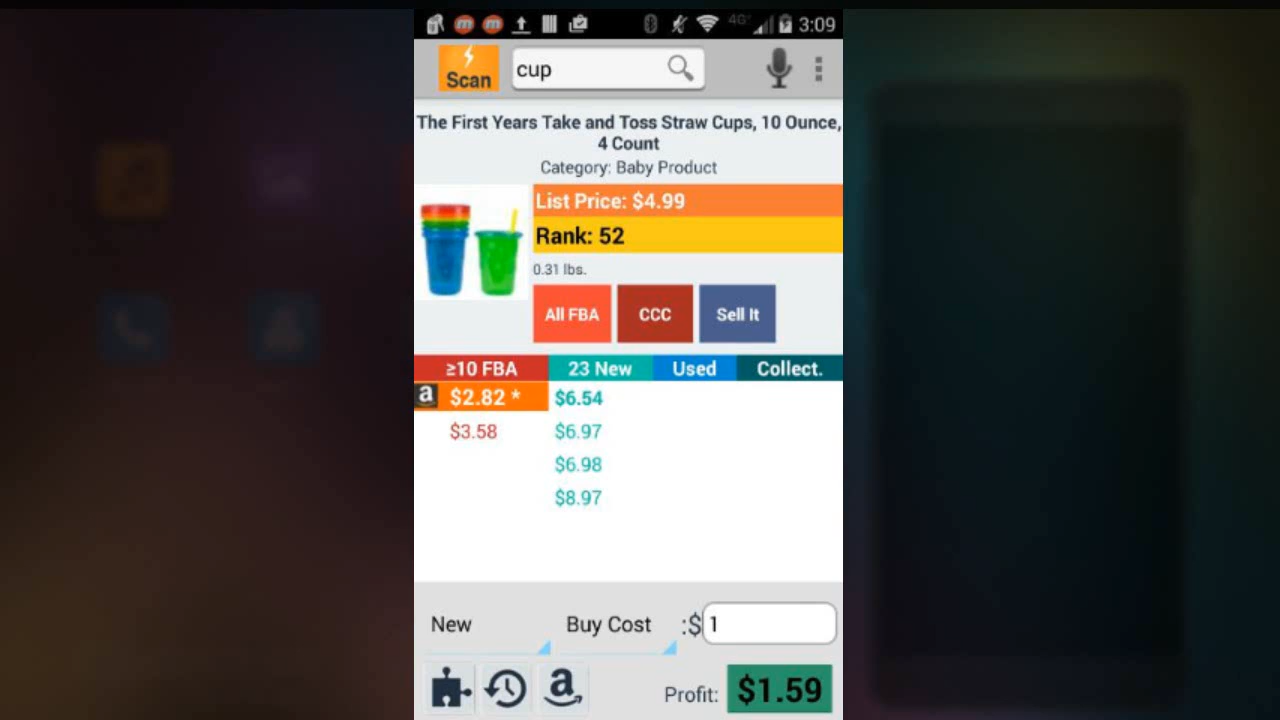 4G 3:09
Scan cup
The First Years Take and Toss Straw Cups, 10 Ounce,
4 Count
Category: Baby Product
List Price: $4.99
Rank: 52
0.31 lbs.
All FBA CCC Sell It
≥10 FBA 23 New Used Collect.
a $2.82 * $6.54
$3.58 $6.97
$6.98
$8.97
New Buy Cost :$ 1
a Profit: $1.59